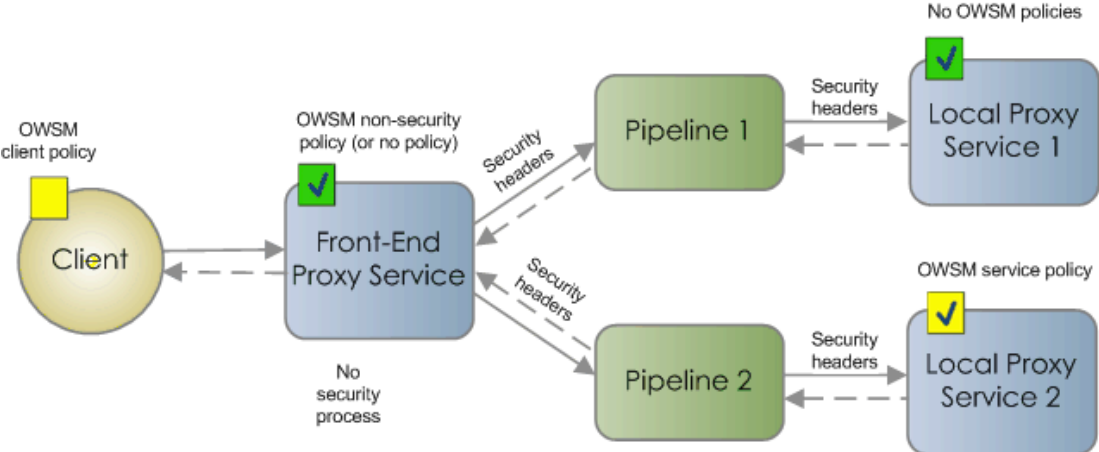 No OWSM policies
OWSM
client policy
Client
OWSM non-security
policy (or no policy)
Front-End
Proxy Service
No
security
process
Security
headers
Pipeline 1
Security
headers
Local Proxy
Service 1
Security
headers
Pipeline 2
Security
headers
OWSM service policy
Local Proxy
Service 2